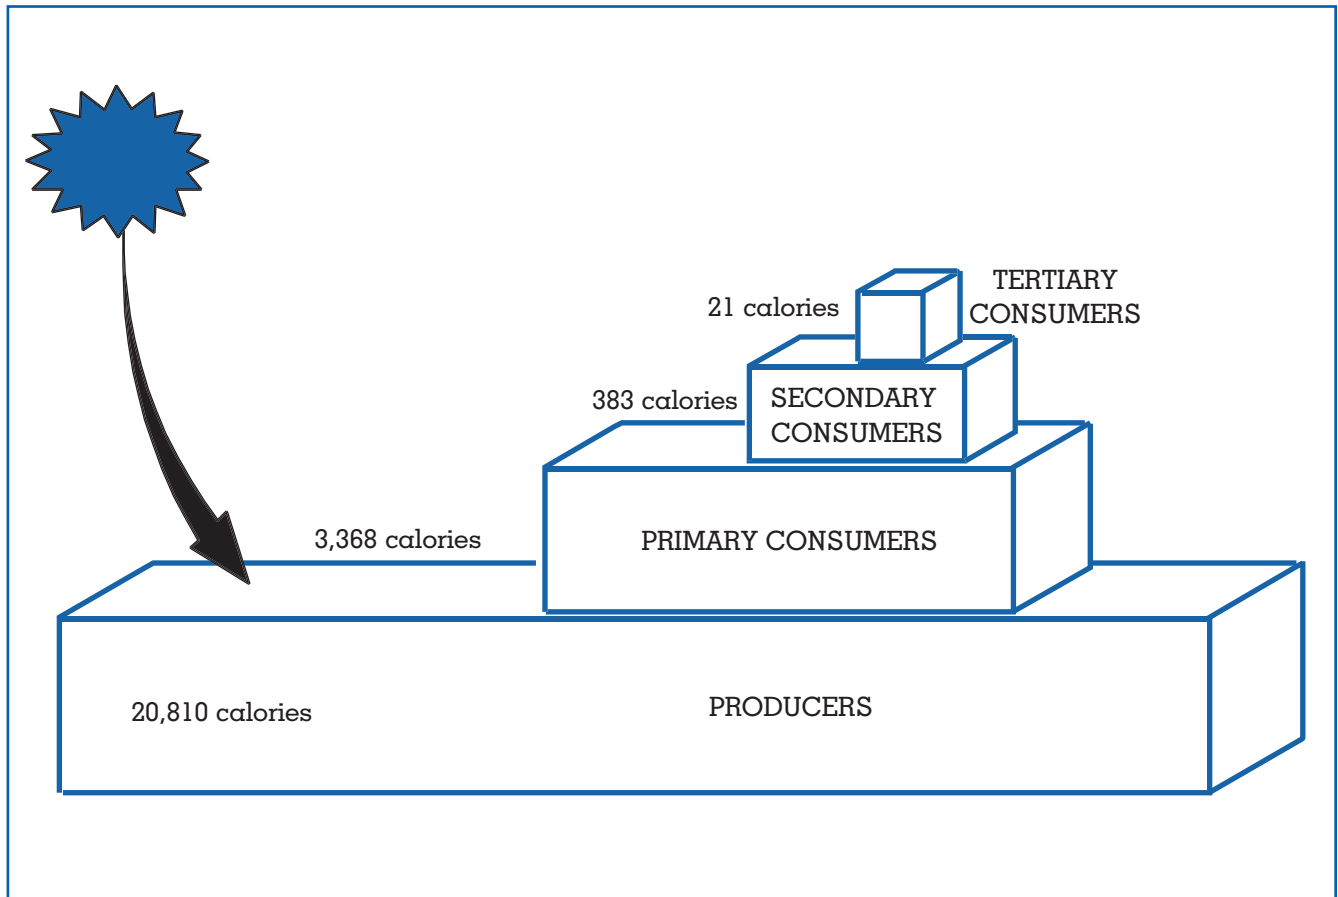 TERTIARY
CONSUMERS
21 calories
383 calories
SECONDARY
CONSUMERS
3,368 calories
PRIMARY CONSUMERS
20,810 calories
PRODUCERS